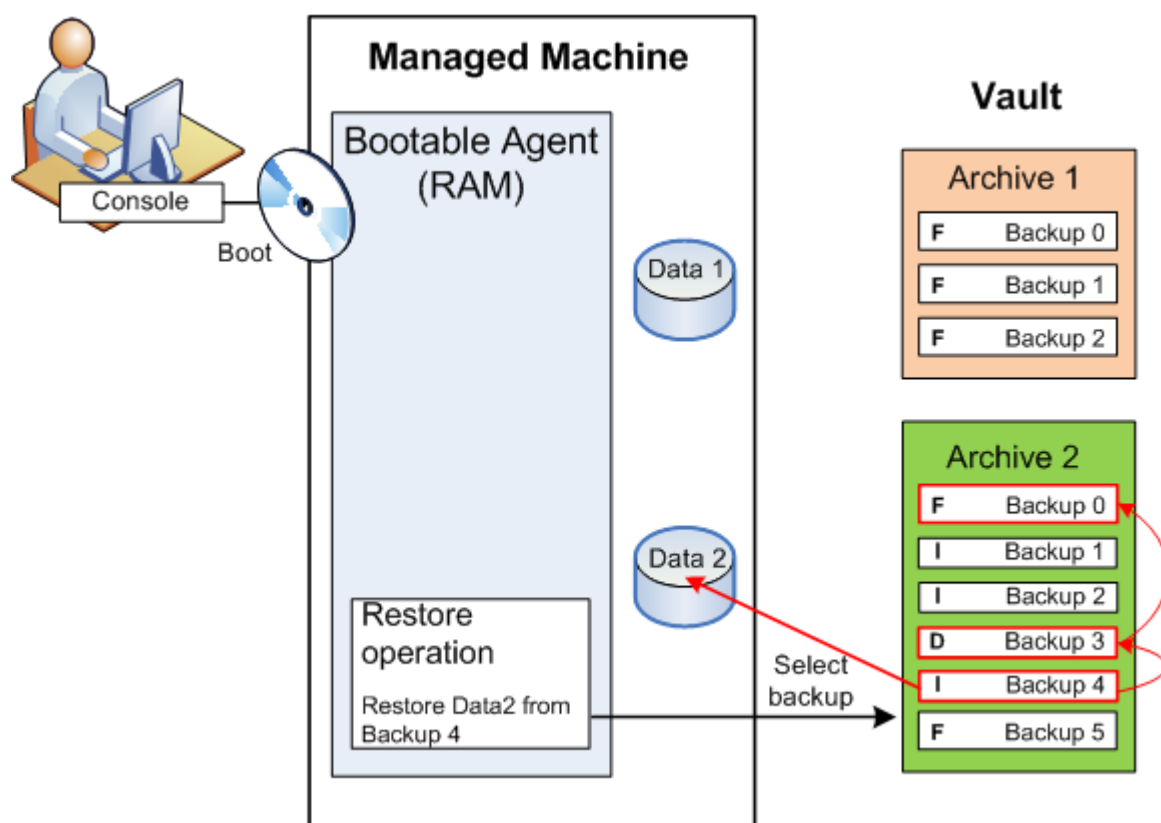 Managed Machine
Console
Boot
Bootable Agent
(RAM)
Data 1
Data 2
Restore
operation
Restore Data2 from
Backup 4
Select
backup
Vault
Archive 1
F Backup 0
F Backup 1
F Backup 2
Archive 2
F Backup 0
I Backup 1
I Backup 2
D Backup 3
I Backup 4
F Backup 5